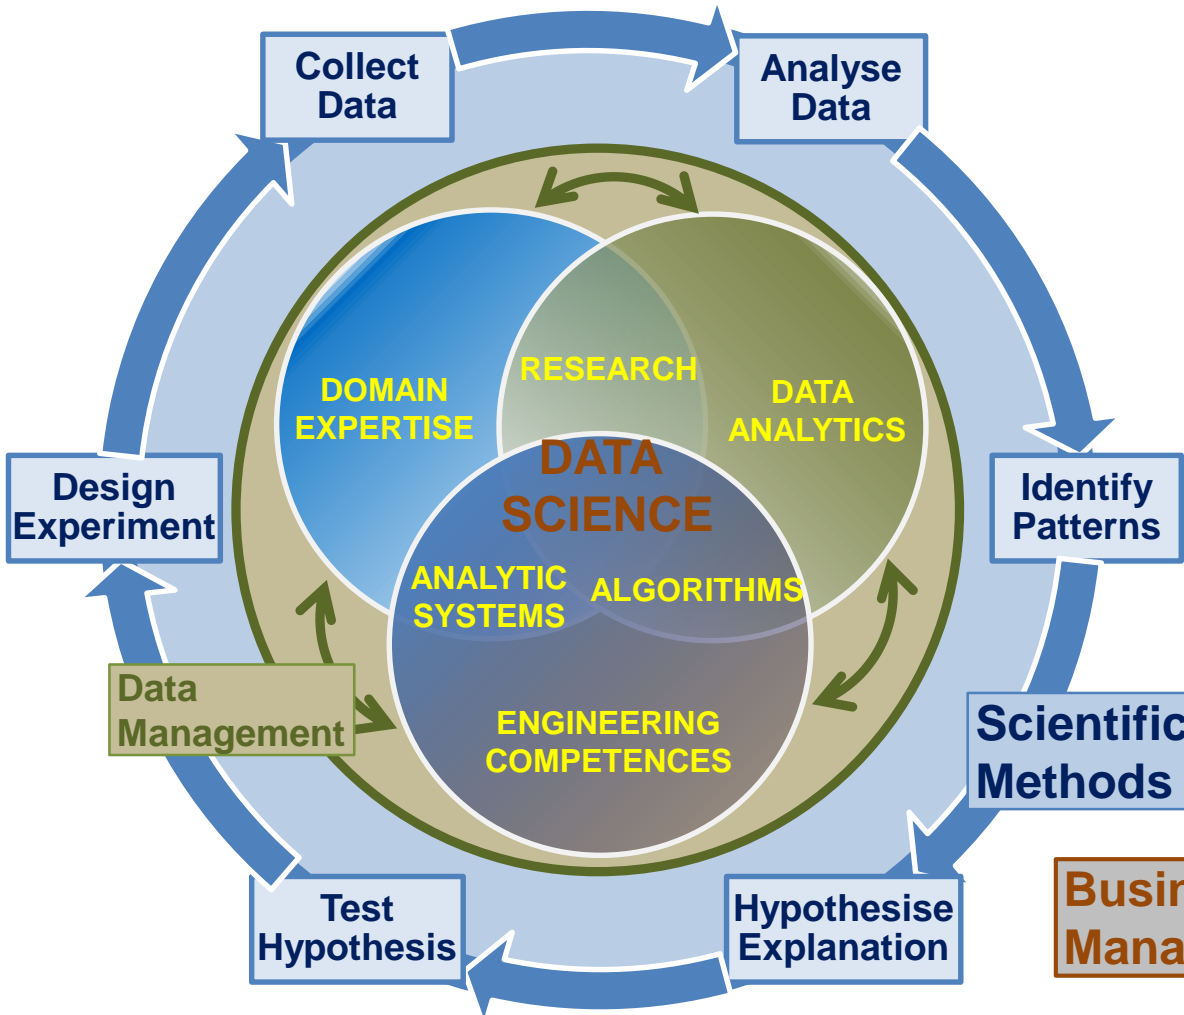 Collect
Data
Analyse
Data
RESEARCH
DOMAIN
EXPERTISE
DATA
ANALYTICS
DATA
SCIENCE
Design
Experiment
Identify
Patterns
ANALYTIC
SYSTEMS
ALGORITHMS
Data
Management
ENGINEERING
COMPETENCES
Scientific
Methods
Test
Hypothesis
Hypothesise
Explanation